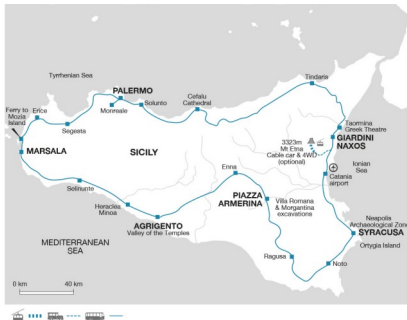 Tyrrhenian Sea
PALERMO
Monreale
Solunto
Cefalu
Cathedral
Tindaris
Ferry to
Mozia
Island
Erice
Segesta
MARSALA
SICILY
Taormina
Greek Theatre
GIARDINI
NAXOS
3323m
Mt Etna
Cable car & 4WD
(optional)
Ionian
Sea
Catania
airport
Selinunte
Enna
Heraclea
Minoa
PIAZZA
ARMERINA
Villa Romana
& Morgantina
excavations
AGRIGENTO
Valley of the Temples
Neapolis
Archaeological Zone
SYRACUSA
Ortygia Island
MEDITERRANEAN
SEA
Ragusa
Noto
0 km
40 km